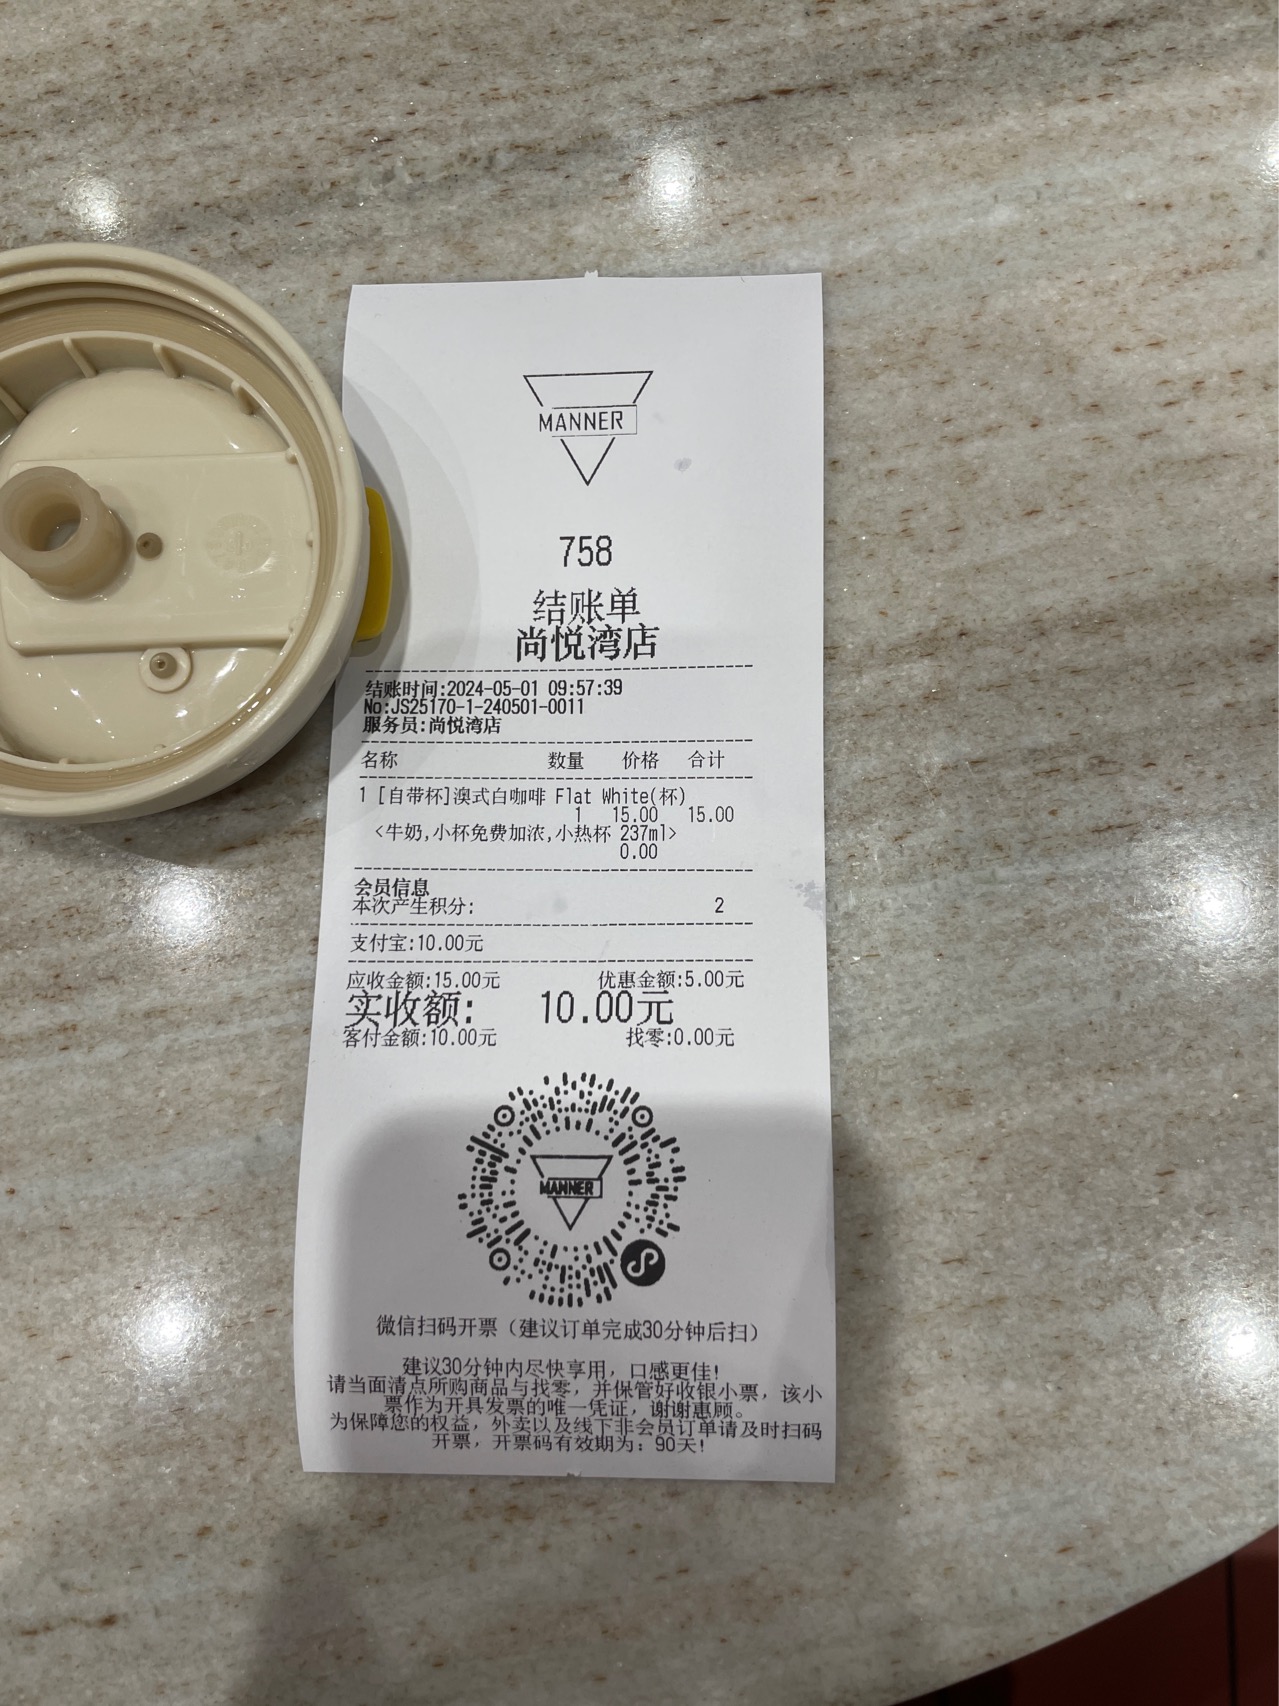 MANNER
758
结账单
尚悦湾店
结账时间:2024-05-01 09:57:39
No:JS25170-1-240501-0011
服务员:尚悦湾店
名称 数量 价格 合计
1 [自带杯]澳式白咖啡 Flat White(杯)
1 15.00 15.00
<牛奶,小杯免费加浓,小热杯 237ml>
0.00
会员信息
本次产生积分: 2
支付宝:10.00元
应收金额:15.00元 优惠金额:5.00元
实收额: 10.00元
客付金额:10.00元 找零:0.00元
MANNER
微信扫码开票（建议订单完成30分钟后扫）
建议30分钟内尽快享用，口感更佳!
请当面清点所购商品与找零，并保管好收银小票，该小
票作为开具发票的唯一凭证，谢谢惠顾。
为保障您的权益，外卖以及线下非会员订单请及时扫码
开票，开票码有效期为：90天!